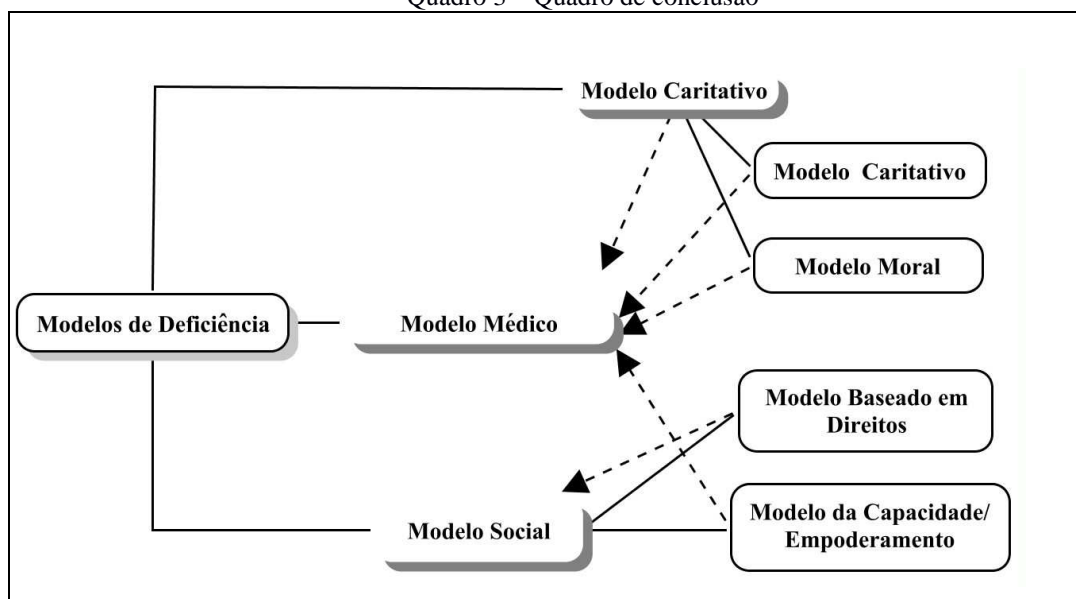 Quadro 3 – Quadro de conclusão
Modelo Caritativo
Modelo Caritativo
Modelo Moral
Modelos de Deficiência
Modelo Médico
Modelo Baseado em
Direitos
Modelo Social
Modelo da Capacidade/
Empoderamento